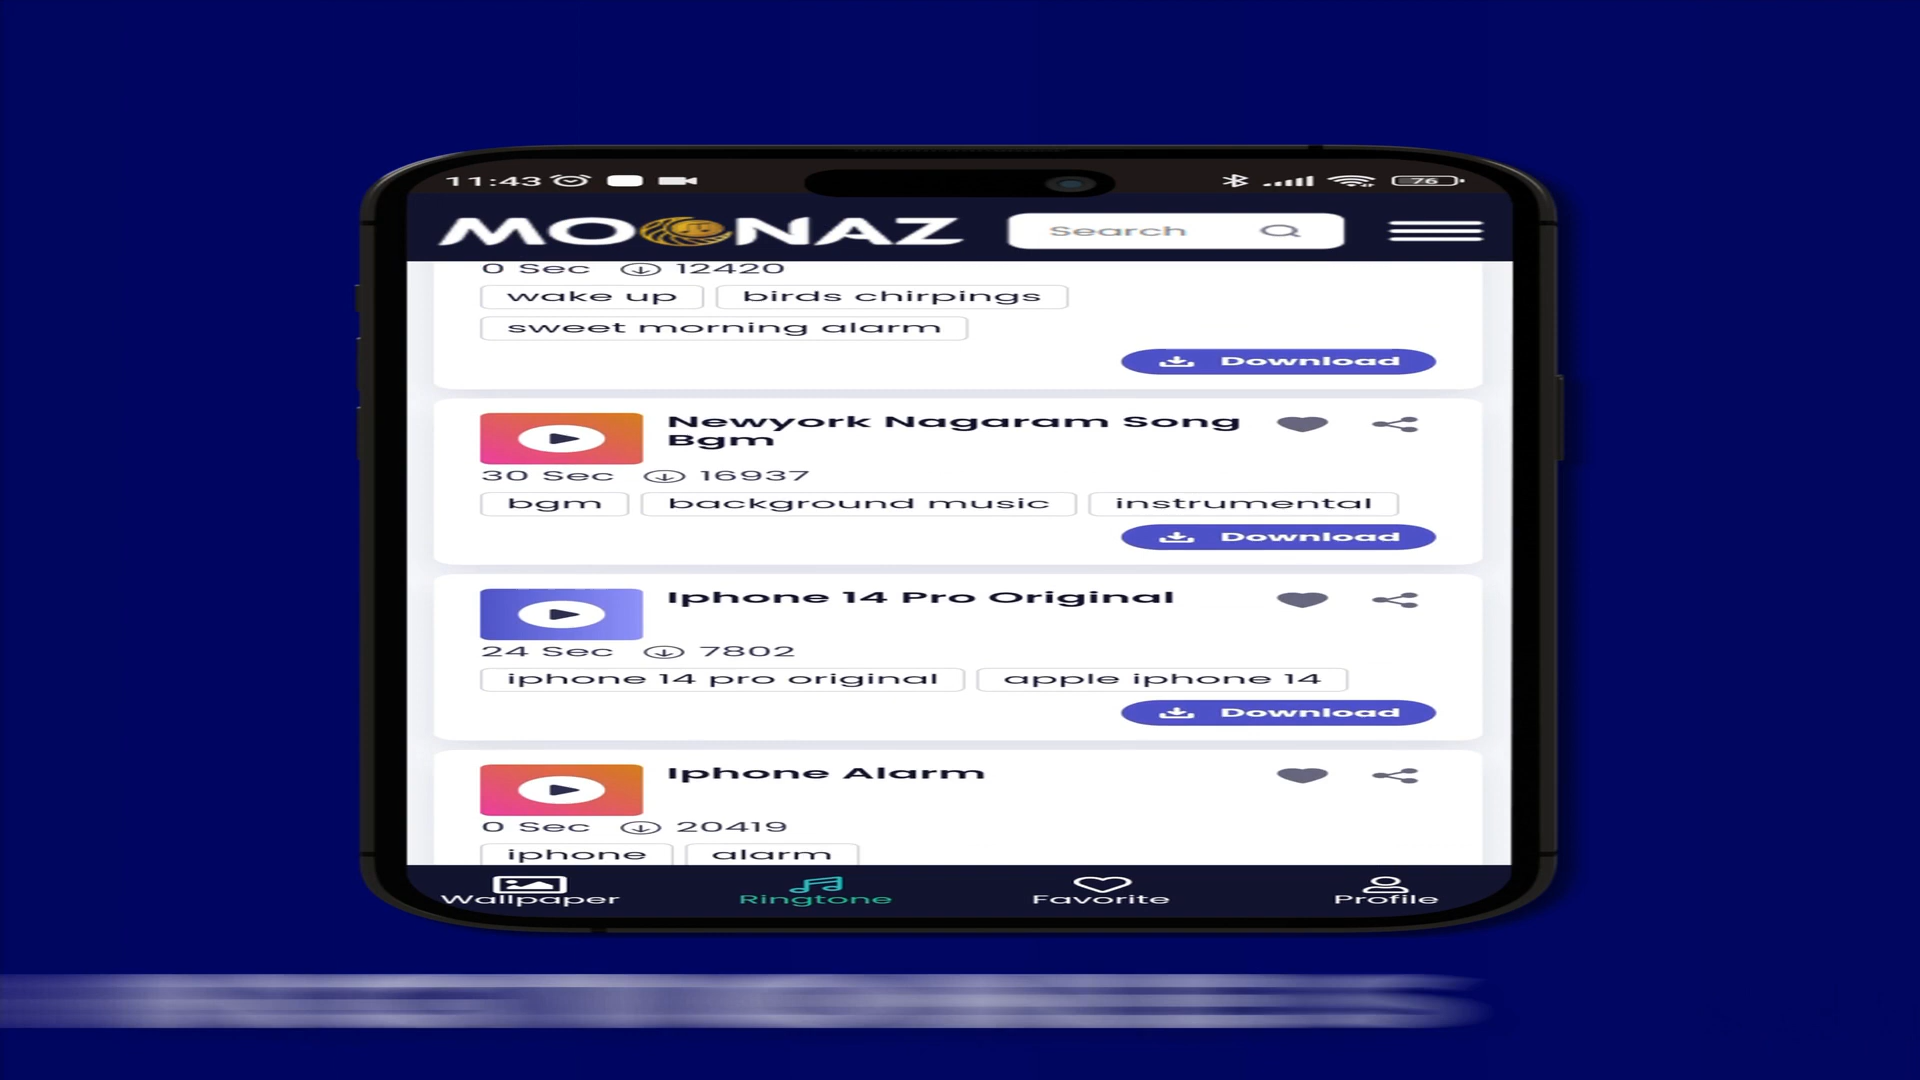 11:43 76
MOONAZ Search
0 Sec 12420
wake up birds chirpings
sweet morning alarm
Download
Newyork Nagaram Song
Bgm
30 Sec 16937
bgm background music instrumental
Download
Iphone 14 Pro Original
24 Sec 7802
iphone 14 pro original apple iphone 14
Download
Iphone Alarm
0 Sec 20419
iphone alarm
Wallpaper Ringtone Favorite Profile